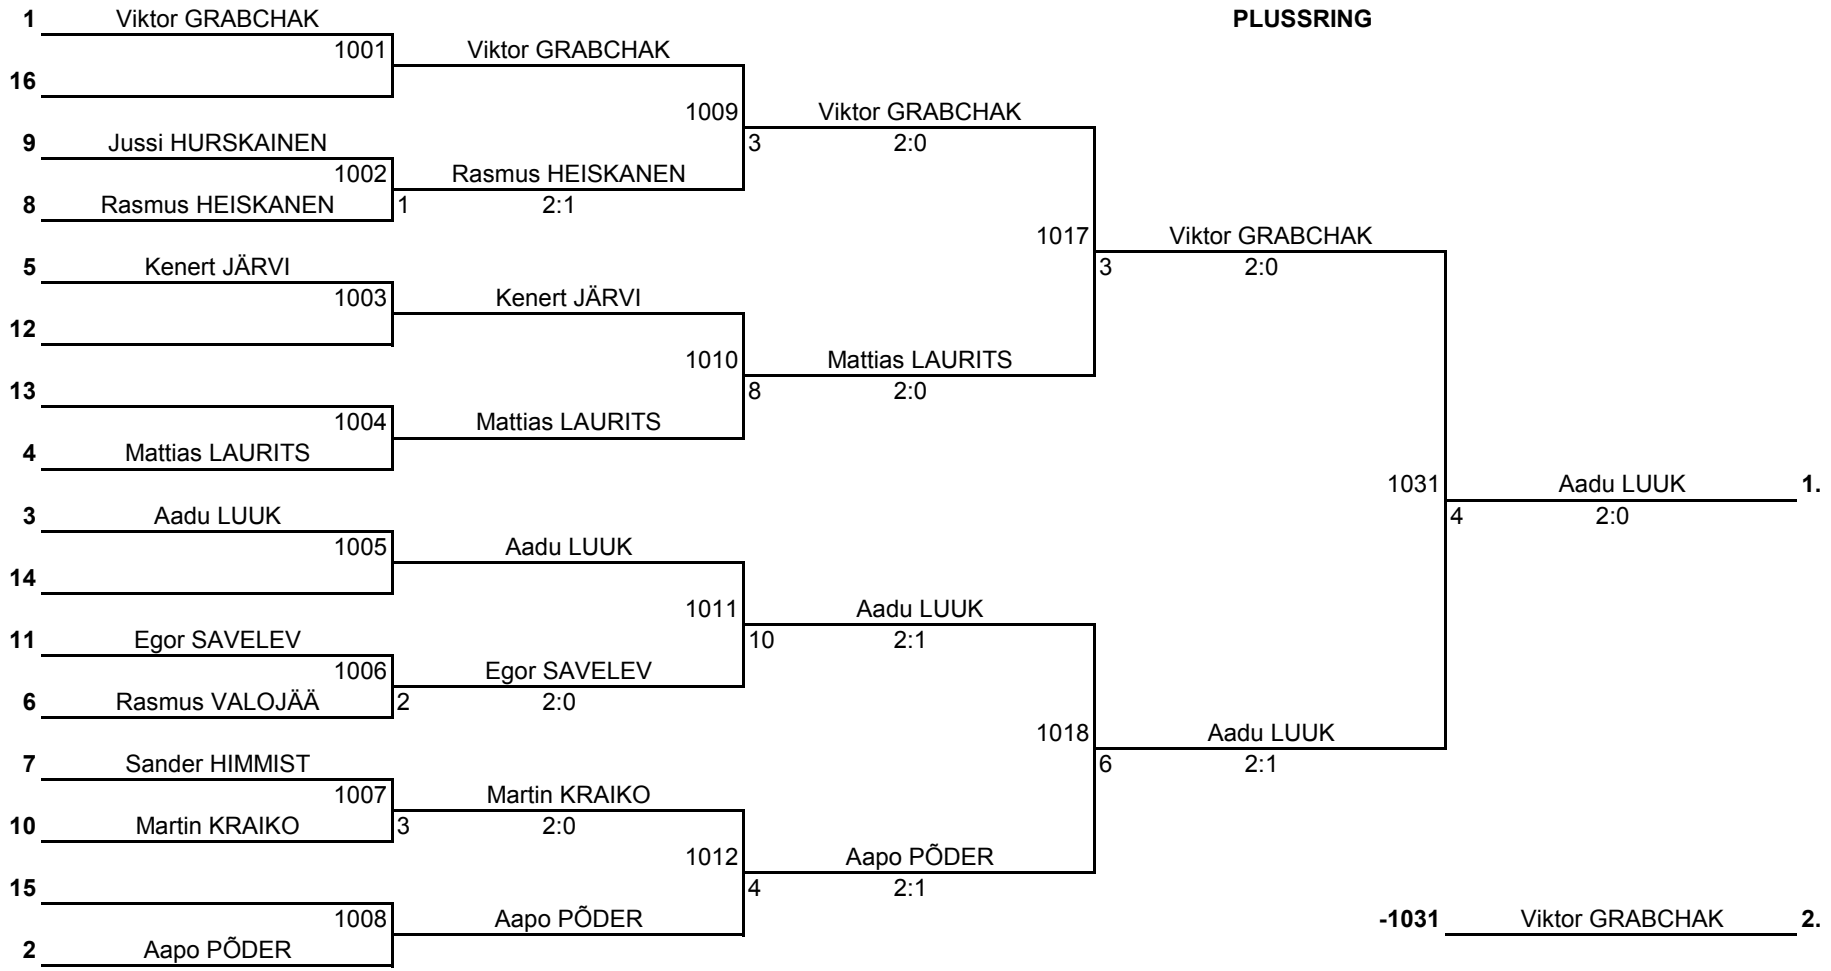 1 Viktor GRABCHAK PLUSSRING
1001 Viktor GRABCHAK
16
1009 Viktor GRABCHAK
9 Jussi HURSKAINEN 3 2:0
1002 Rasmus HEISKANEN
8 Rasmus HEISKANEN 1 2:1
1017 Viktor GRABCHAK
5 Kenert JÄRVI 3 2:0
1003 Kenert JÄRVI
12
1010 Mattias LAURITS
13 8 2:0
1004 Mattias LAURITS
4 Mattias LAURITS
1031 Aadu LUUK 1.
3 Aadu LUUK 4 2:0
1005 Aadu LUUK
14
1011 Aadu LUUK
11 Egor SAVELEV 10 2:1
1006 Egor SAVELEV
6 Rasmus VALOJÄÄ 2 2:0
1018 Aadu LUUK
7 Sander HIMMIST 6 2:1
1007 Martin KRAIKO
10 Martin KRAIKO 3 2:0
1012 Aapo PÕDER
15 4 2:1
1008 Aapo PÕDER -1031 Viktor GRABCHAK 2.
2 Aapo PÕDER